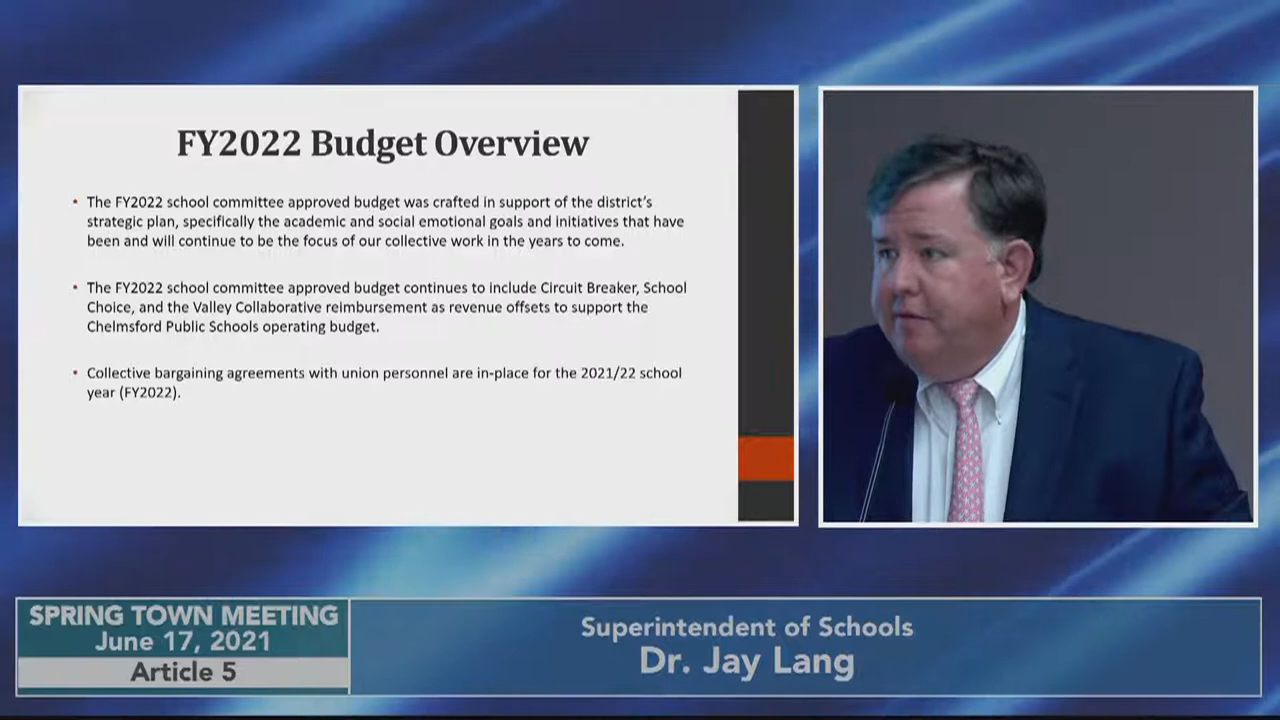 FY2022 Budget Overview
• The FY2022 school committee approved budget was crafted in support of the district's
strategic plan, specifically the academic and social emotional goals and initiatives that have
been and will continue to be the focus of our collective work in the years to come.
• The FY2022 school committee approved budget continues to include Circuit Breaker, School
Choice, and the Valley Collaborative reimbursement as revenue offsets to support the
Chelmsford Public Schools operating budget.
• Collective bargaining agreements with union personnel are in-place for the 2021/22 school
year (FY2022).
SPRING TOWN MEETING
June 17, 2021
Article 5
Superintendent of Schools
Dr. Jay Lang